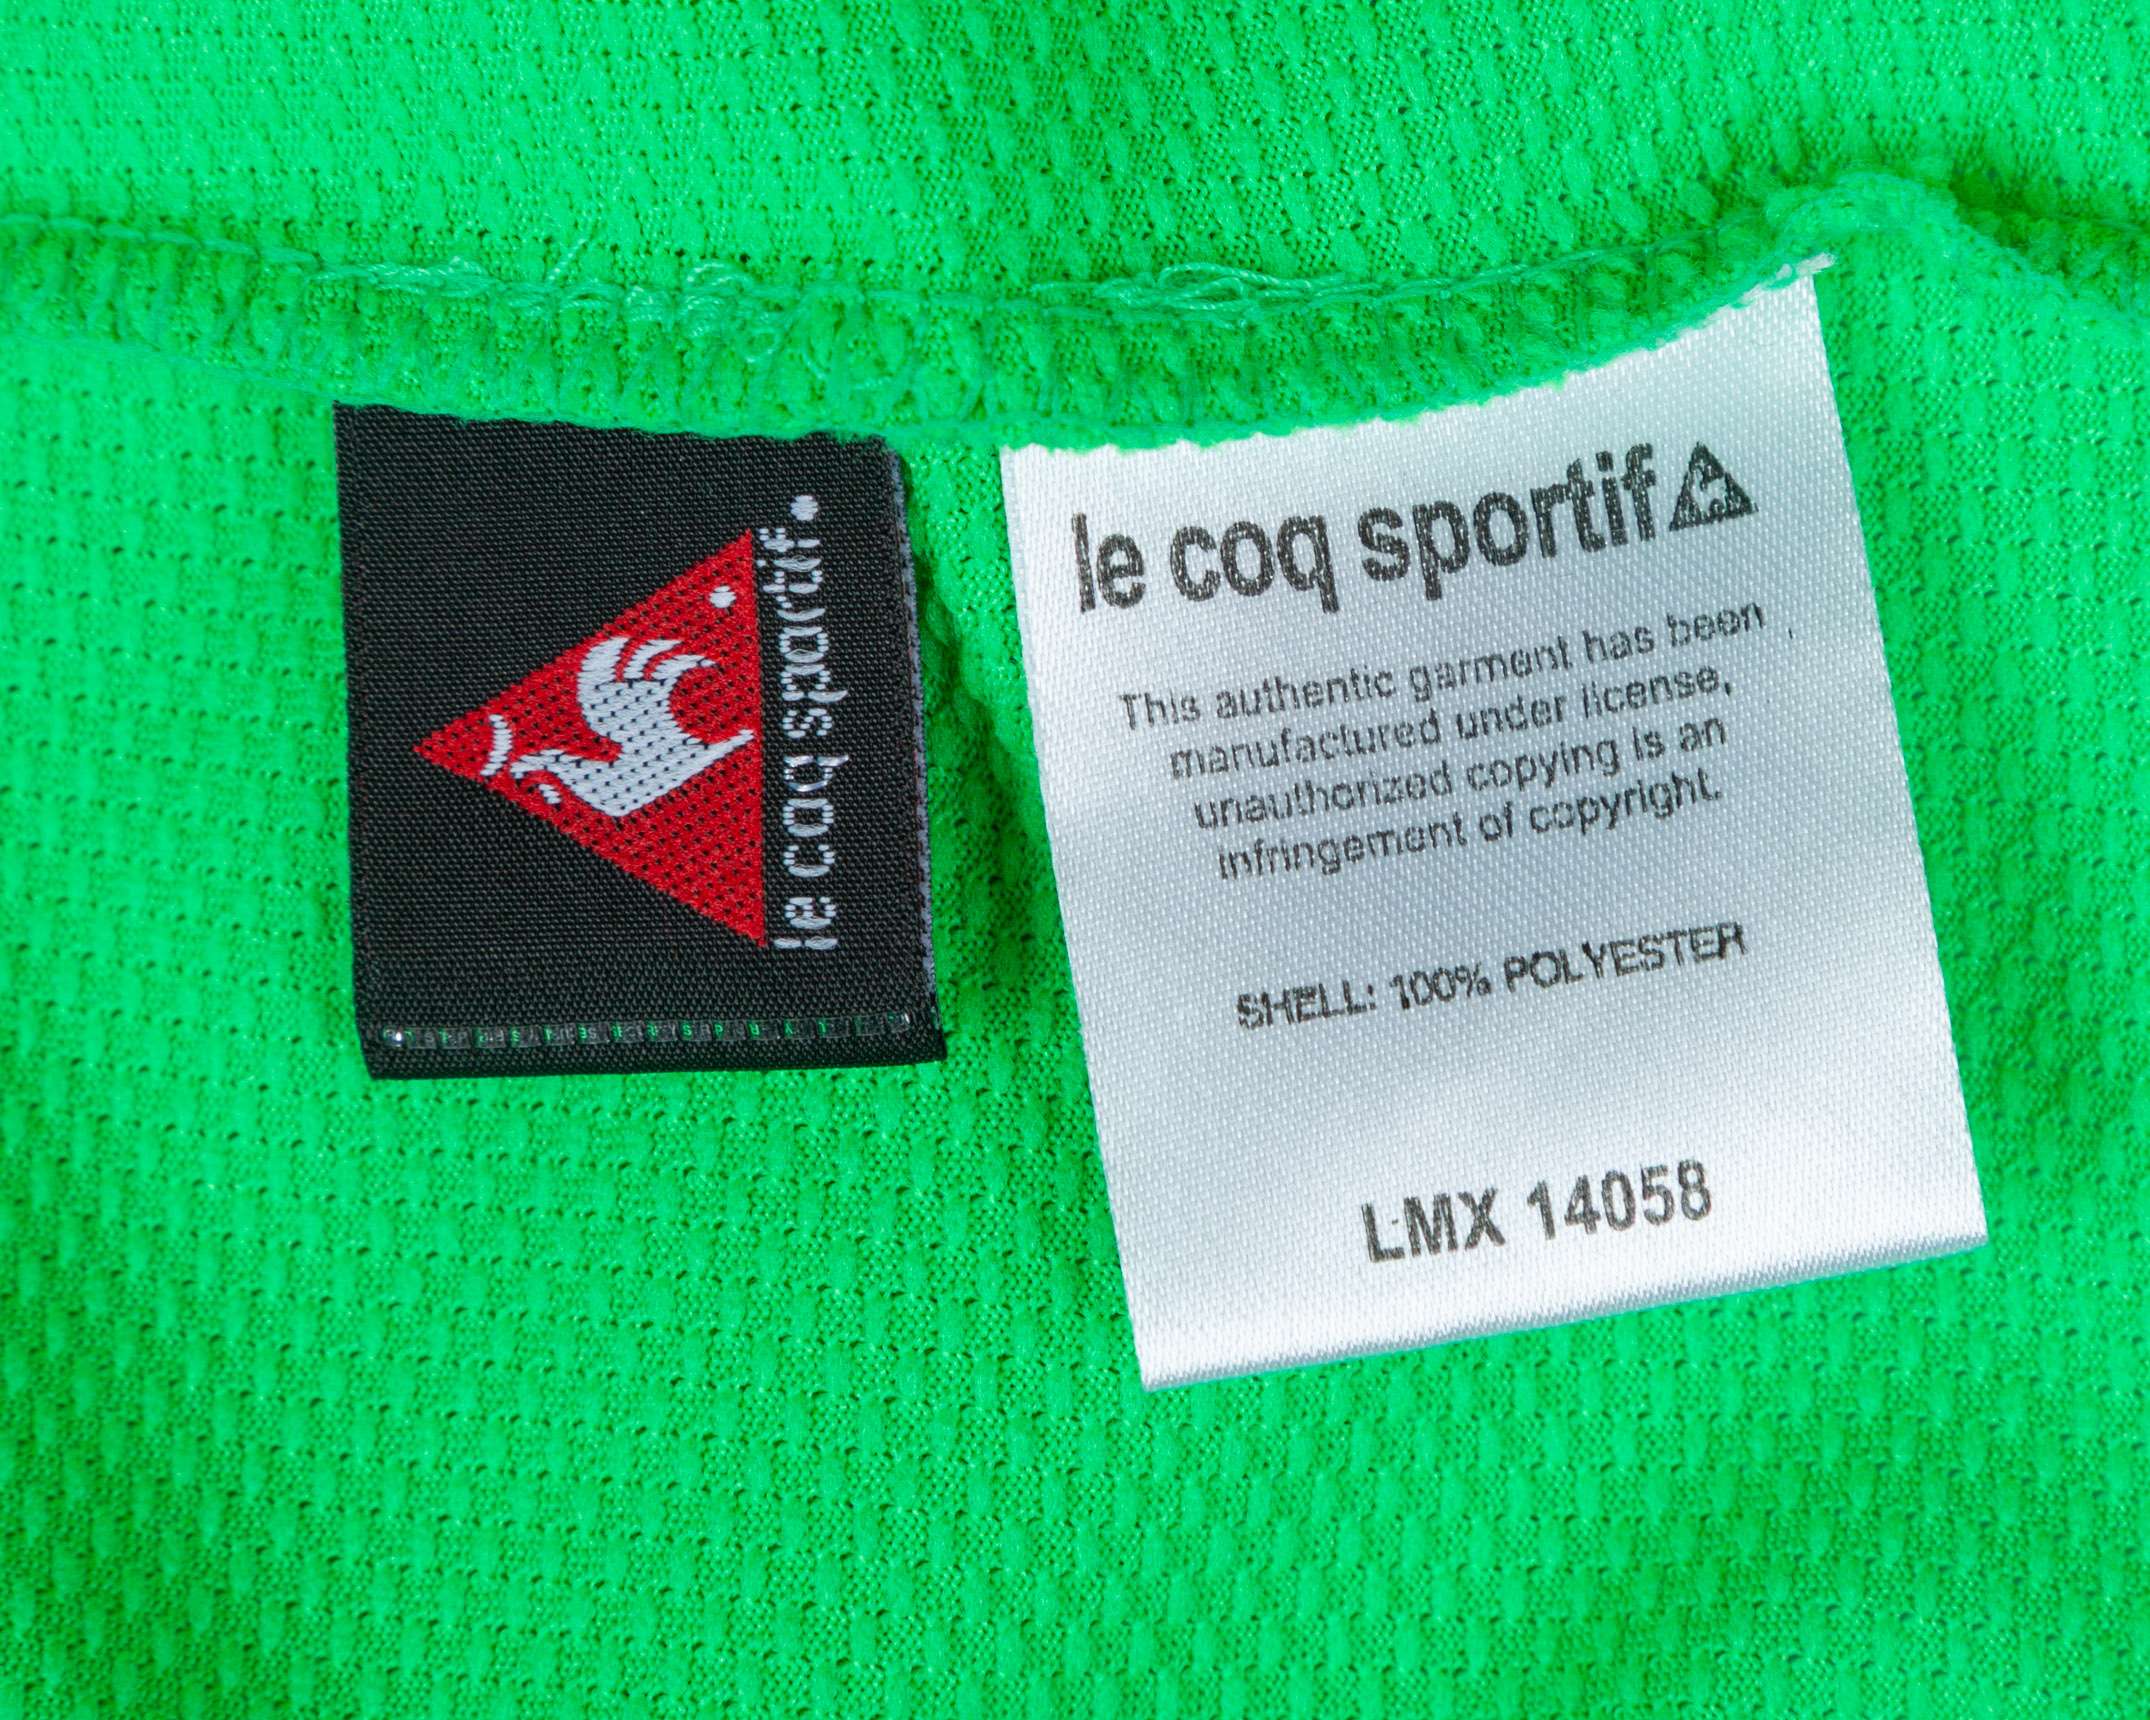 le coq sportif
le coq sportif
This authentic garment has been
manufactured under license,
unauthorized copying is an
infringement of copyright.
SHELL: 100% POLYESTER
LMX 14058